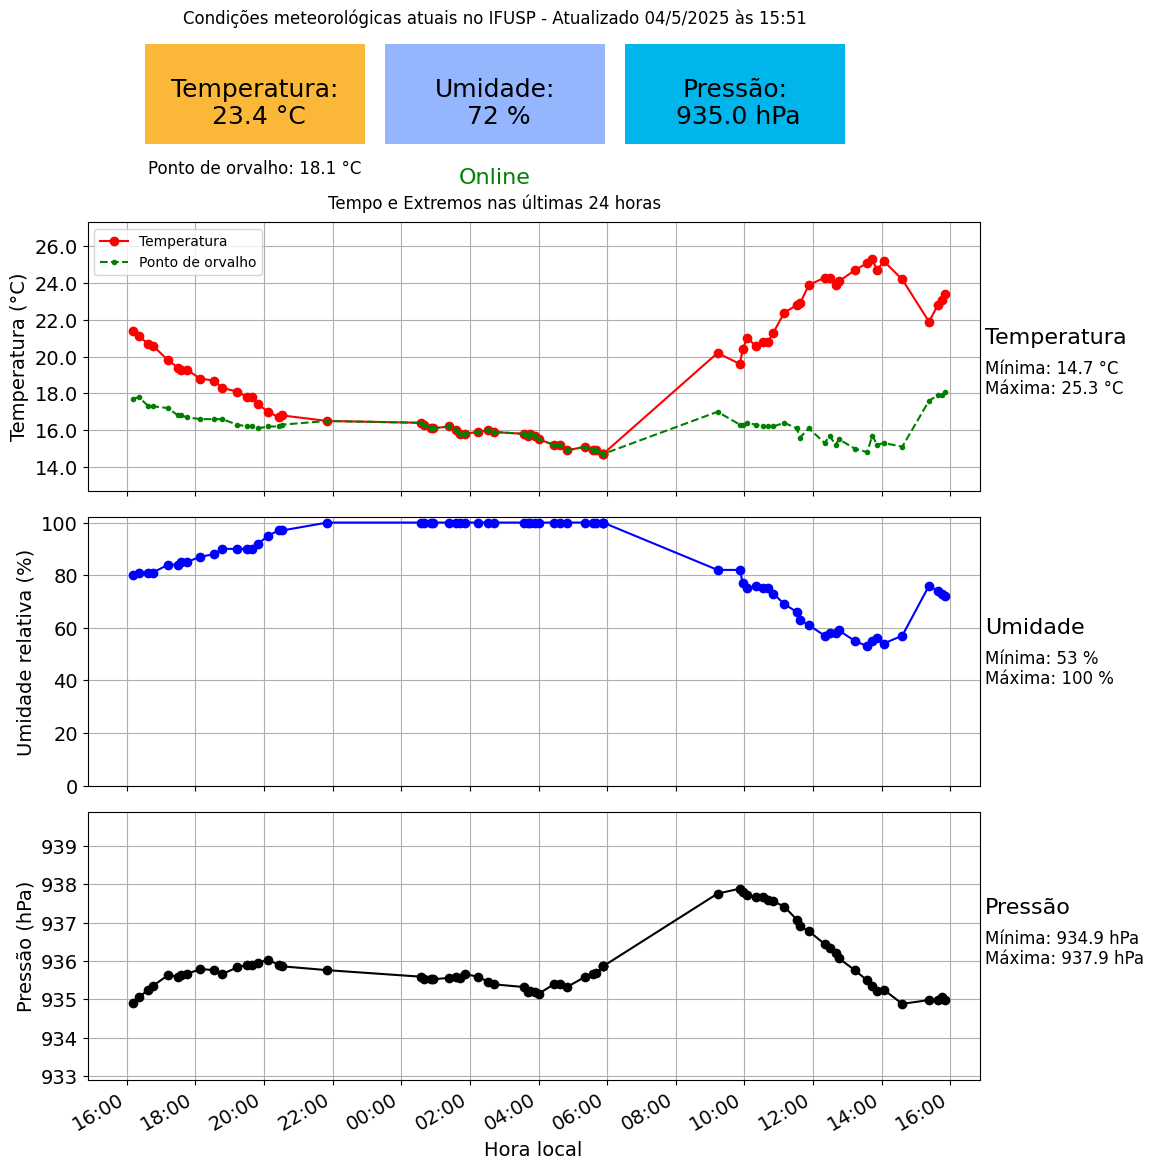 Condições meteorológicas atuais no IFUSP - Atualizado 04/5/2025 às 15:51
Temperatura:
23.4 °C
Umidade:
72 %
Pressão:
935.0 hPa
Ponto de orvalho: 18.1 °C
Online
Tempo e Extremos nas últimas 24 horas
Temperatura (°C)
26.0
24.0
22.0
20.0
18.0
16.0
14.0
Temperatura
Ponto de orvalho
Temperatura
Mínima: 14.7 °C
Máxima: 25.3 °C
Umidade relativa (%)
100
80
60
40
20
0
Umidade
Mínima: 53 %
Máxima: 100 %
Pressão (hPa)
939
938
937
936
935
934
933
Pressão
Mínima: 934.9 hPa
Máxima: 937.9 hPa
16:00 18:00 20:00 22:00 00:00 02:00 04:00 06:00 08:00 10:00 12:00 14:00 16:00
Hora local